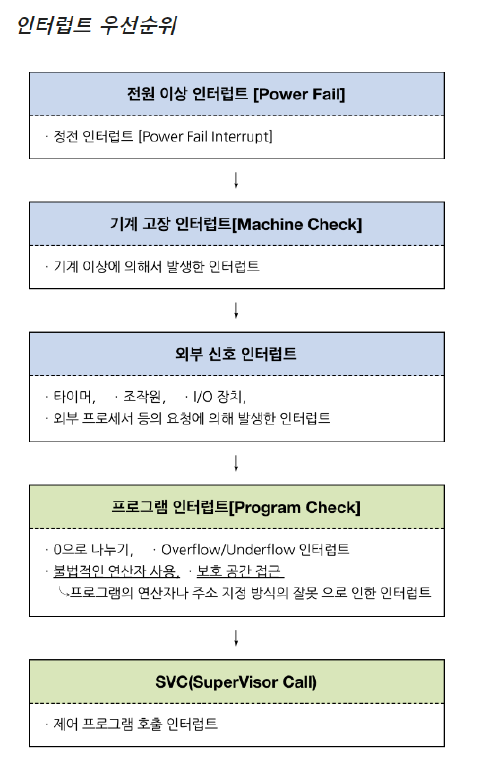 인터럽트 우선순위
전원 이상 인터럽트 [Power Fail]
· 정전 인터럽트 [Power Fail Interrupt]
↓
기계 고장 인터럽트[Machine Check]
· 기계 이상에 의해서 발생한 인터럽트
↓
외부 신호 인터럽트
· 타이머,  · 조작원,  · I/O 장치,
· 외부 프로세서 등의 요청에 의해 발생한 인터럽트
↓
프로그램 인터럽트[Program Check]
· 0으로 나누기,  · Overflow/Underflow 인터럽트
· 불법적인 연산자 사용,  · 보호 공간 접근
↳프로그램의 연산자나 주소 지정 방식의 잘못 으로 인한 인터럽트
↓
SVC(SuperVisor Call)
· 제어 프로그램 호출 인터럽트